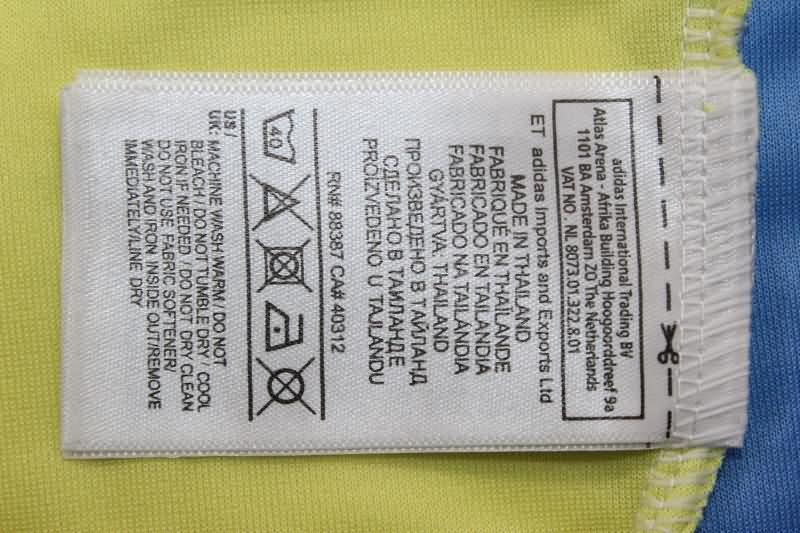 adidas International Trading BV
Atlas Arena - Afrika Building Hoogoorddreef 9a
1101 BA Amsterdam ZO The Netherlands
VAT NO. NL 8073.01.322.8.01
ET adidas Imports and Exports Ltd
MADE IN THAILAND
FABRIQUÉ EN THAÏLANDE
FABRICADO EN TAILANDIA
FABRICADO NA TAILÂNDIA
GYÁRTVA: THAILAND
ПРОИЗВЕДЕНО В ТАЙЛАНД
СДЕЛАНО В ТАИЛАНДЕ
PROIZVEDENO U TAJLANDU
RN# 88387 CA# 40312
40
US /
UK: MACHINE WASH WARM / DO NOT
BLEACH / DO NOT TUMBLE DRY / COOL
IRON IF NEEDED / DO NOT DRY CLEAN
DO NOT USE FABRIC SOFTENER/
WASH AND IRON INSIDE OUT/REMOVE
IMMEDIATELY/LINE DRY